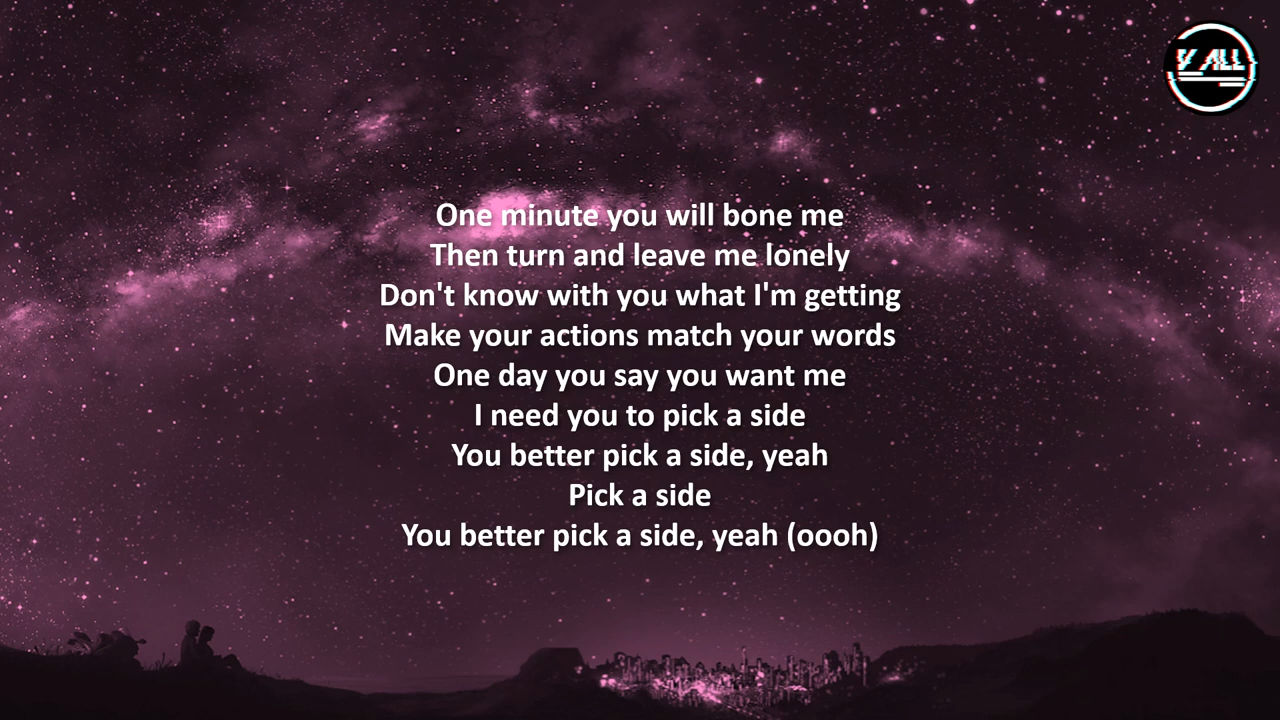 V ALL
One minute you will bone me
Then turn and leave me lonely
Don't know with you what I'm getting
Make your actions match your words
One day you say you want me
I need you to pick a side
You better pick a side, yeah
Pick a side
You better pick a side, yeah (oooh)